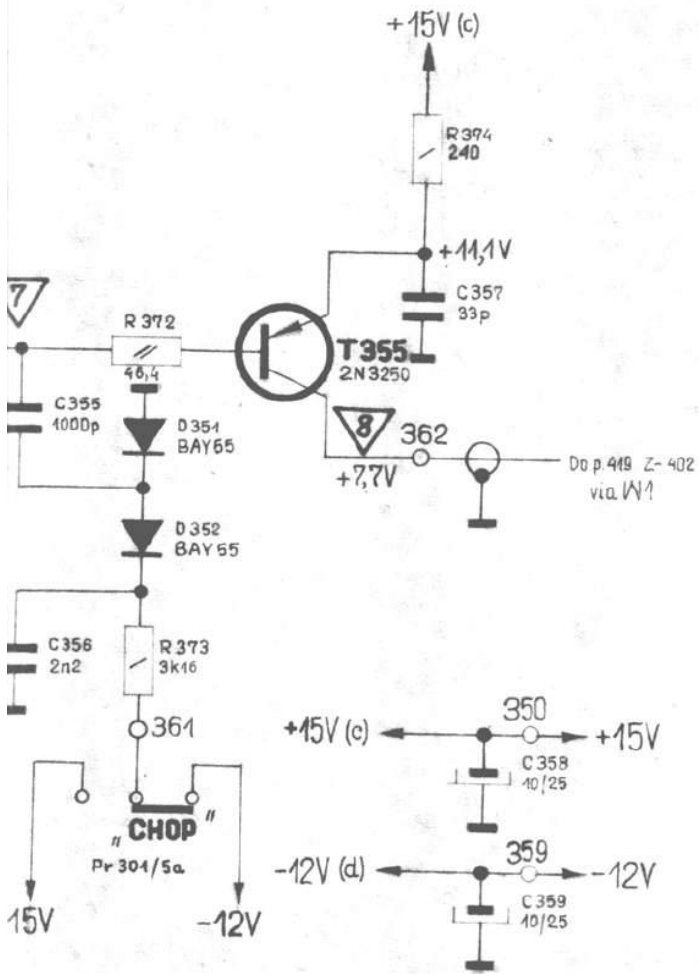 +15V (c)
R374
240
+11,1V
7
C357
33p
R372
46,4
T355
2N3250
C355
1000p
D351
BAY55
8
362
+7,7V
Do p. 419 Z-402
via W1
D352
BAY55
C356
2n2
R373
3k16
361
350
+15V (c)
+15V
C358
10/25
"CHOP"
Pr 301/5a
15V
-12V
359
-12V (d)
-12V
C359
10/25